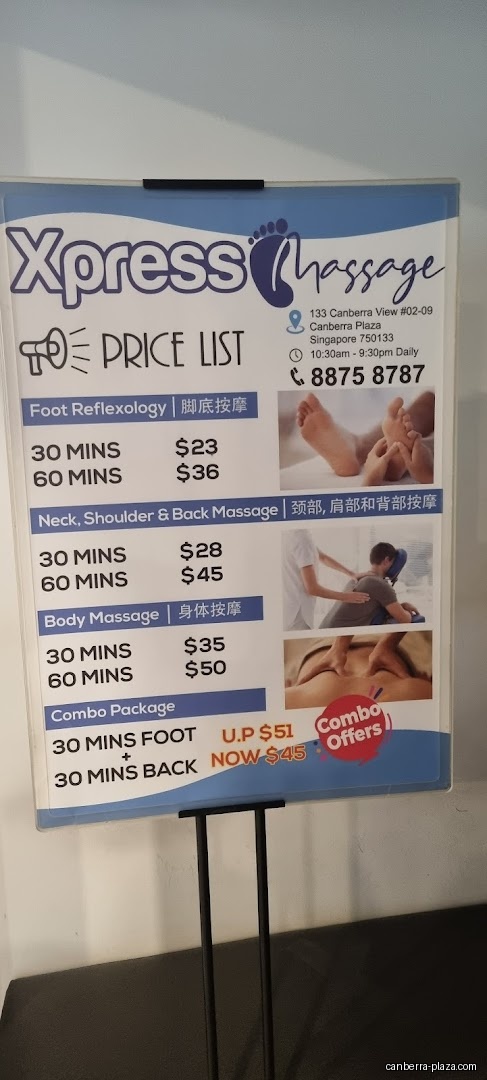 Xpress Massage
133 Canberra View #02-09
Canberra Plaza
Singapore 750133
10:30am - 9:30pm Daily
8875 8787
PRICE LIST
Foot Reflexology | 脚底按摩
30 MINS $23
60 MINS $36
Neck, Shoulder & Back Massage | 颈部, 肩部和背部按摩
30 MINS $28
60 MINS $45
Body Massage | 身体按摩
30 MINS $35
60 MINS $50
Combo Package
30 MINS FOOT
+
30 MINS BACK
U.P $51
NOW $45
Combo
Offers
canberra-plaza.com